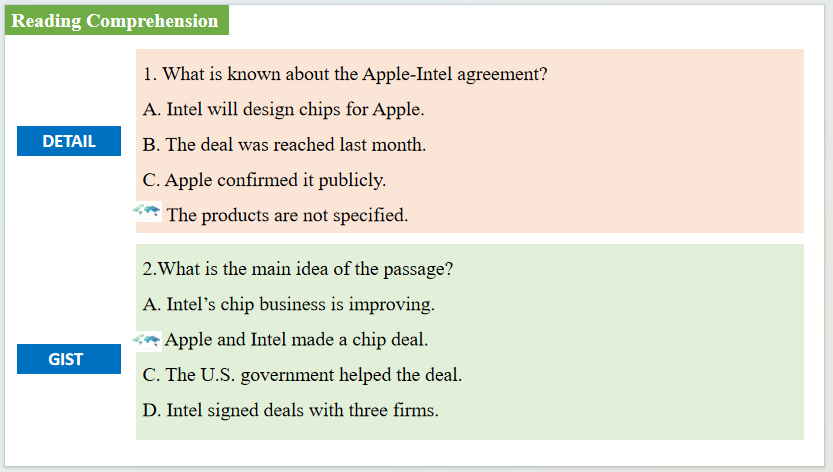 Reading Comprehension
1. What is known about the Apple-Intel agreement?
A. Intel will design chips for Apple.
DETAIL
B. The deal was reached last month.
C. Apple confirmed it publicly.
The products are not specified.
2.What is the main idea of the passage?
A. Intel’s chip business is improving.
Apple and Intel made a chip deal.
GIST
C. The U.S. government helped the deal.
D. Intel signed deals with three firms.